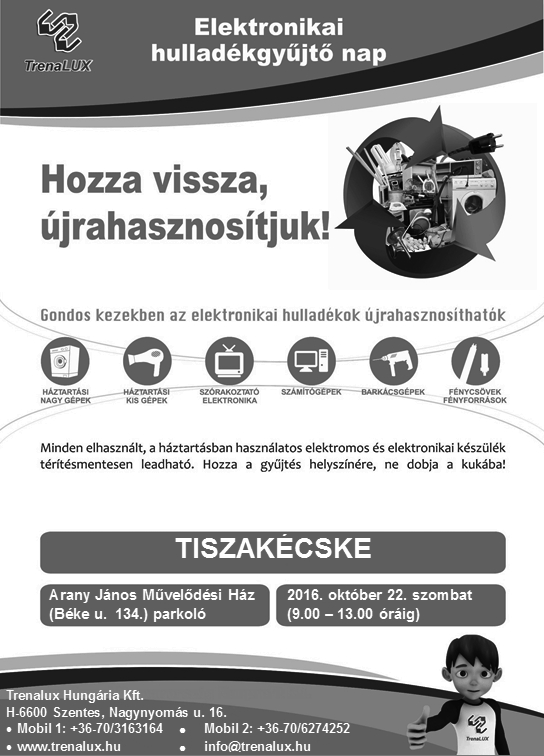 Elektronikai
hulladékgyűjtő nap
TrenaLUX
Hozza vissza,
újrahasznosítjuk!
Gondos kezekben az elektronikai hulladékok újrahasznosíthatók
HÁZTARTÁSI
NAGY GÉPEK
HÁZTARTÁSI
KIS GÉPEK
SZÓRAKOZTATÓ
ELEKTRONIKA
SZÁMÍTÓGÉPEK
BARKÁCSGÉPEK
FÉNYCSÖVEK
FÉNYFORRÁSOK
Minden elhasznált, a háztartásban használatos elektromos és elektronikai készülék
térítésmentesen leadható. Hozza a gyűjtés helyszínére, ne dobja a kukába!
TISZAKÉCSKE
Arany János Művelődési Ház
(Béke u. 134.) parkoló
2016. október 22. szombat
(9.00 – 13.00 óráig)
Trenalux Hungária Kft.
H-6600 Szentes, Nagynyomás u. 16.
• Mobil 1: +36-70/3163164 • Mobil 2: +36-70/6274252
• www.trenalux.hu • info@trenalux.hu
TrenaLUX